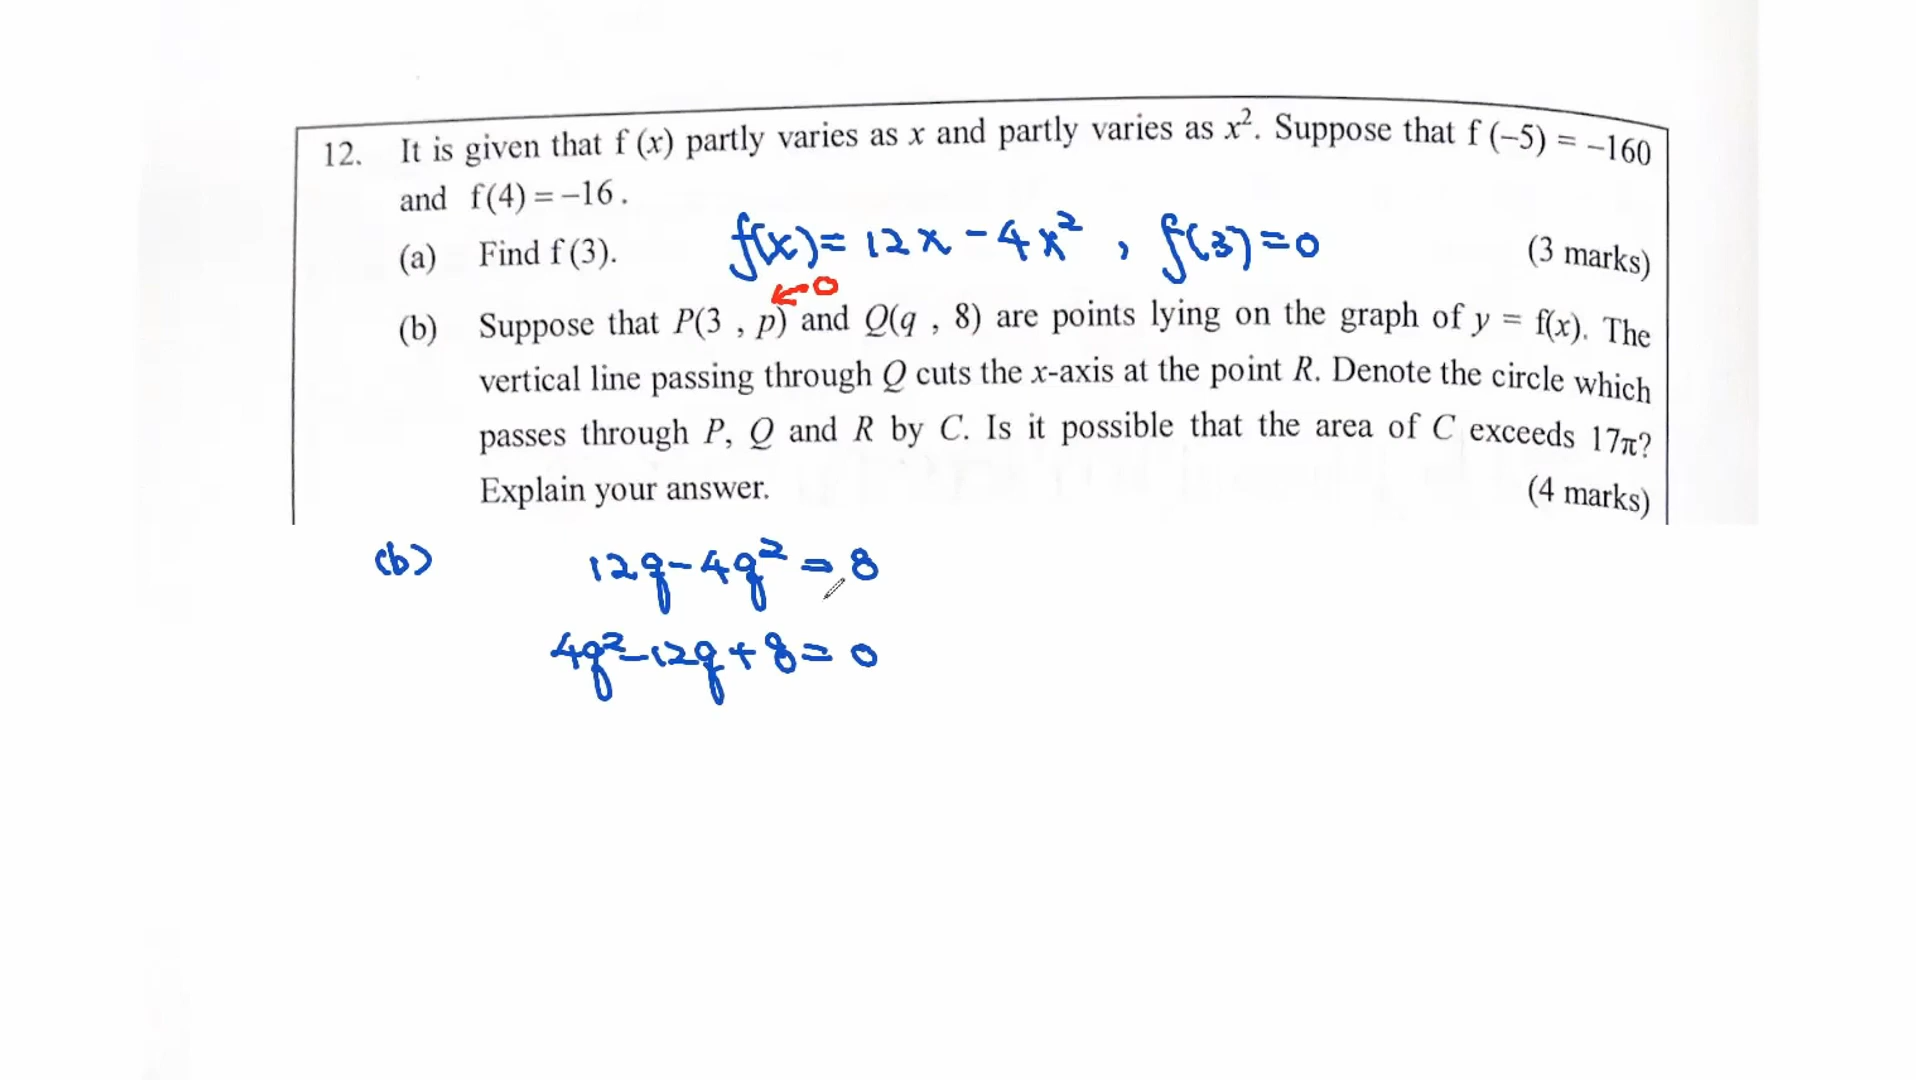 12. It is given that f (x) partly varies as x and partly varies as x². Suppose that f (−5) = −160
and f(4) = −16 .
(a) Find f (3). f(x) = 12x − 4x² , f(3) = 0 (3 marks)
← 0
(b) Suppose that P(3 , p) and Q(q , 8) are points lying on the graph of y = f(x). The
vertical line passing through Q cuts the x-axis at the point R. Denote the circle which
passes through P, Q and R by C. Is it possible that the area of C exceeds 17π?
Explain your answer. (4 marks)
(b) 12q − 4q² = 8
4q² − 12q + 8 = 0